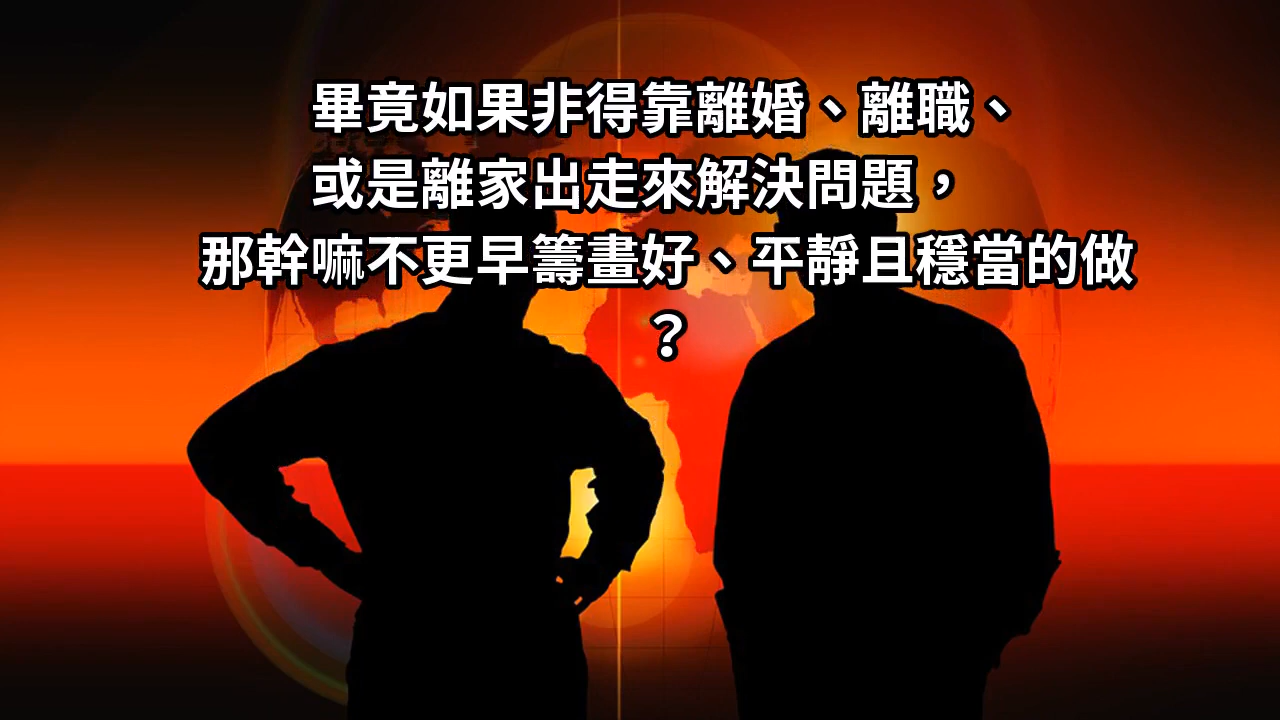 畢竟如果非得靠離婚、離職、
或是離家出走來解決問題，
那幹嘛不更早籌畫好、平靜且穩當的做
？